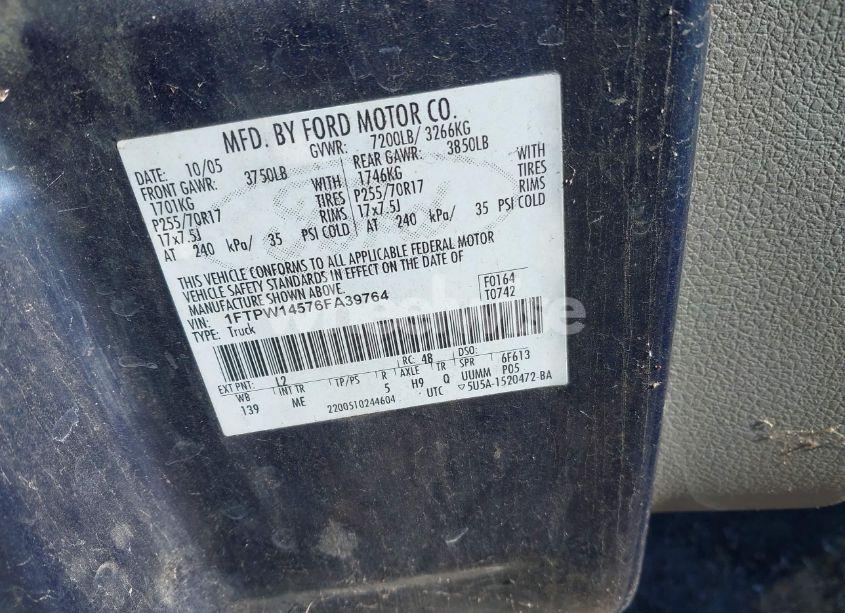 MFD. BY FORD MOTOR CO.
DATE: 10/05 GVWR: 7200LB/ 3266KG
FRONT GAWR: 3750LB REAR GAWR: 3850LB
1701KG WITH 1746KG WITH
P255/70R17 TIRES P255/70R17 TIRES
17x7.5J RIMS 17x7.5J RIMS
AT 240 kPa/ 35 PSI COLD AT 240 kPa/ 35 PSI COLD
THIS VEHICLE CONFORMS TO ALL APPLICABLE FEDERAL MOTOR
VEHICLE SAFETY STANDARDS IN EFFECT ON THE DATE OF
MANUFACTURE SHOWN ABOVE.
VIN: 1FTPW14576FA39764 F0164
TYPE: Truck T0742
EXT PNT: L2 RC: 48 DSO:
WB INT TR TP/PS R AXLE TR SPR 6F613
139 ME 5 H9 Q UUMM P05
2200510244604 UTC ▽5U5A-1520472-BA